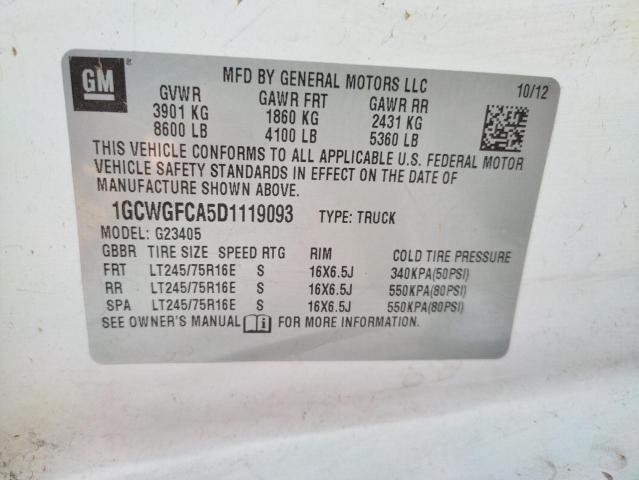 GM
MFD BY GENERAL MOTORS LLC 10/12
GVWR GAWR FRT GAWR RR
3901 KG 1860 KG 2431 KG
8600 LB 4100 LB 5360 LB
THIS VEHICLE CONFORMS TO ALL APPLICABLE U.S. FEDERAL MOTOR
VEHICLE SAFETY STANDARDS IN EFFECT ON THE DATE OF
MANUFACTURE SHOWN ABOVE.
1GCWGFCA5D1119093 TYPE: TRUCK
MODEL: G23405
GBBR TIRE SIZE SPEED RTG RIM COLD TIRE PRESSURE
FRT LT245/75R16E S 16X6.5J 340KPA(50PSI)
RR LT245/75R16E S 16X6.5J 550KPA(80PSI)
SPA LT245/75R16E S 16X6.5J 550KPA(80PSI)
SEE OWNER'S MANUAL FOR MORE INFORMATION.